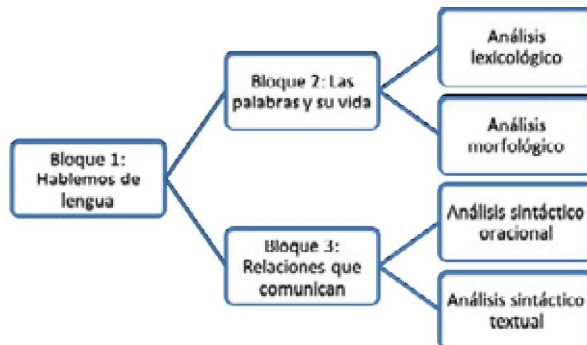 Bloque 1:
Hablemos de
lengua
Bloque 2: Las
palabras y su vida
Bloque 3:
Relaciones que
comunican
Análisis
lexicológico
Análisis
morfológico
Análisis sintáctico
oracional
Análisis sintáctico
textual